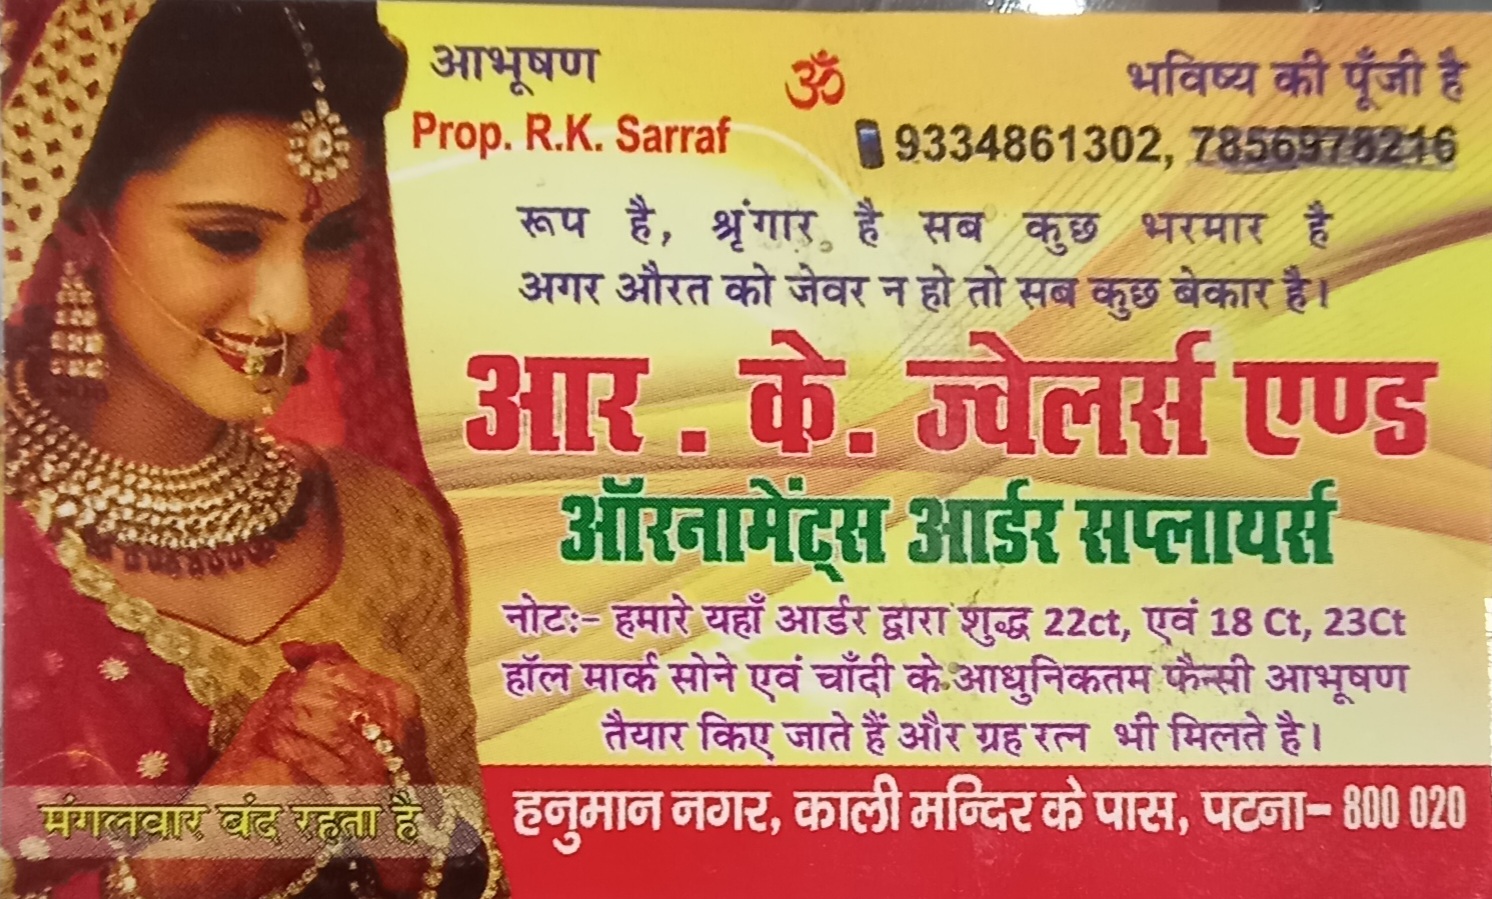 आभूषण ॐ भविष्य की पूँजी है
Prop. R.K. Sarraf 9334861302, 7856978216
रूप है, श्रृंगार है सब कुछ भरमार है
अगर औरत को जेवर न हो तो सब कुछ बेकार है।
आर . के. ज्वेलर्स एण्ड
ऑरनामेंट्स आर्डर सप्लायर्स
नोटः- हमारे यहाँ आर्डर द्वारा शुद्ध 22ct, एवं 18 Ct, 23Ct
हॉल मार्क सोने एवं चाँदी के आधुनिकतम फैन्सी आभूषण
तैयार किए जाते हैं और ग्रह रत्न भी मिलते है।
मंगलवार बंद रहता है
हनुमान नगर, काली मन्दिर के पास, पटना- 800 020